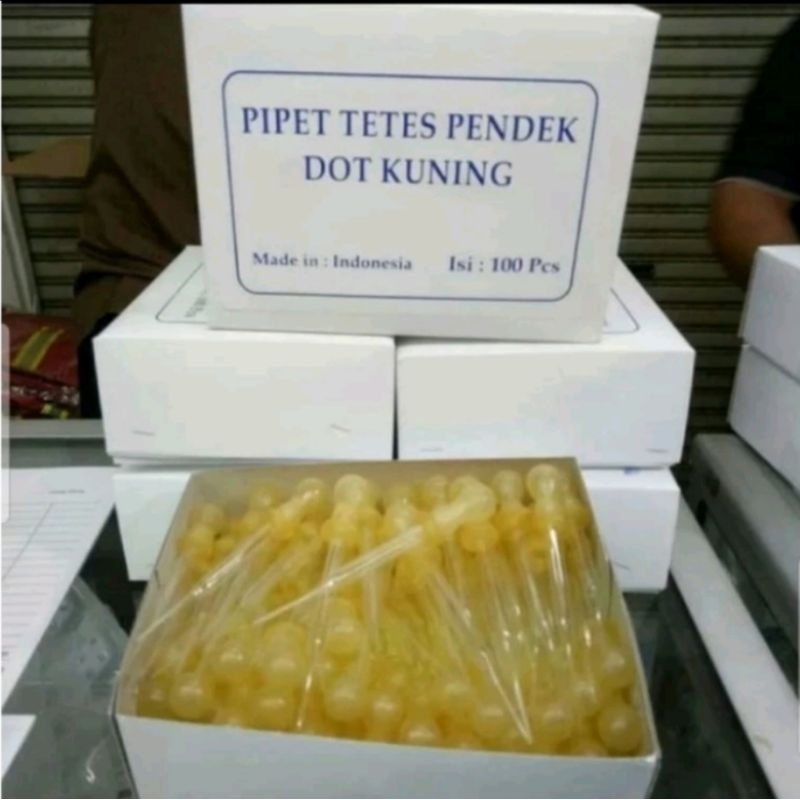 PIPET TETES PENDEK
DOT KUNING
Made in : Indonesia Isi : 100 Pcs